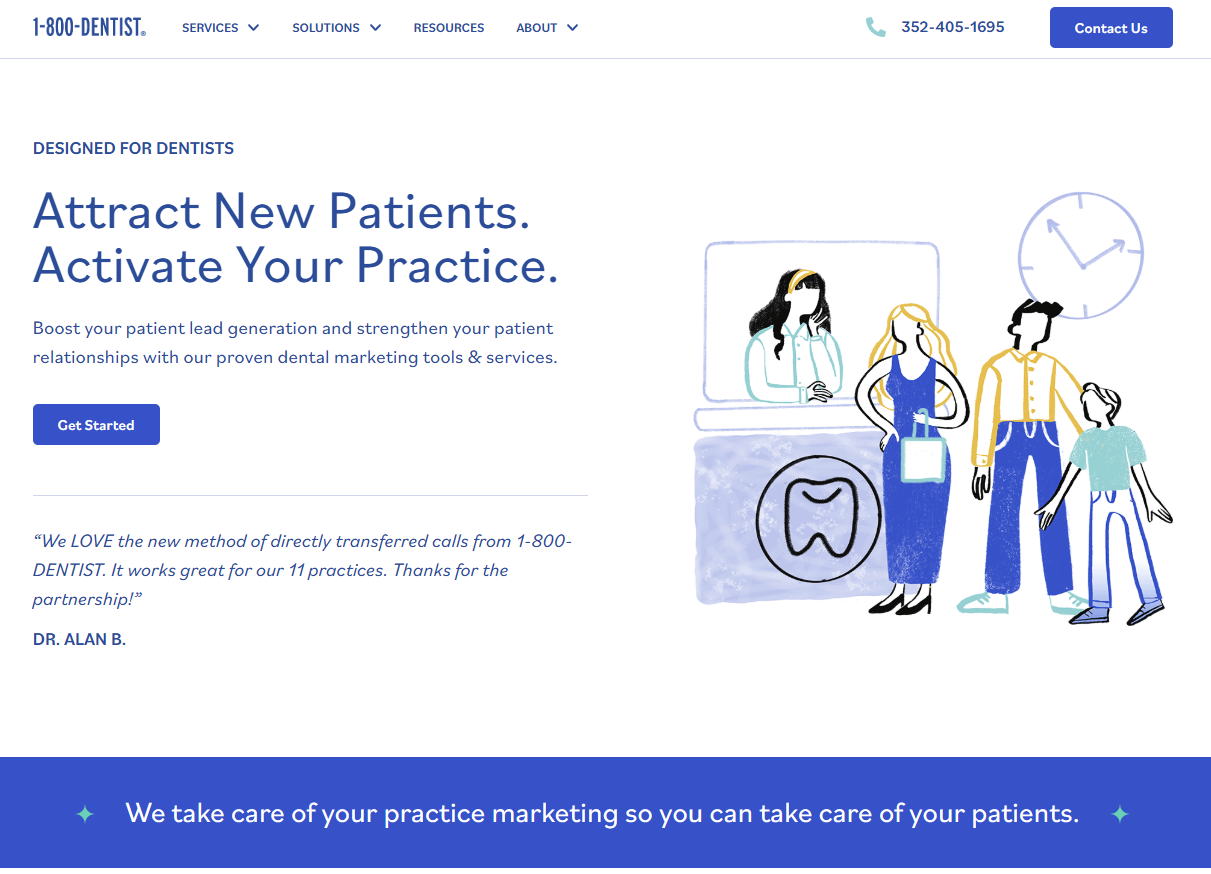 1-800-DENTIST®
SERVICES
SOLUTIONS
RESOURCES
ABOUT
352-405-1695
Contact Us
DESIGNED FOR DENTISTS
Attract New Patients.
Activate Your Practice.
Boost your patient lead generation and strengthen your patient
relationships with our proven dental marketing tools & services.
Get Started
“We LOVE the new method of directly transferred calls from 1-800-
DENTIST. It works great for our 11 practices. Thanks for the
partnership!”
DR. ALAN B.
We take care of your practice marketing so you can take care of your patients.